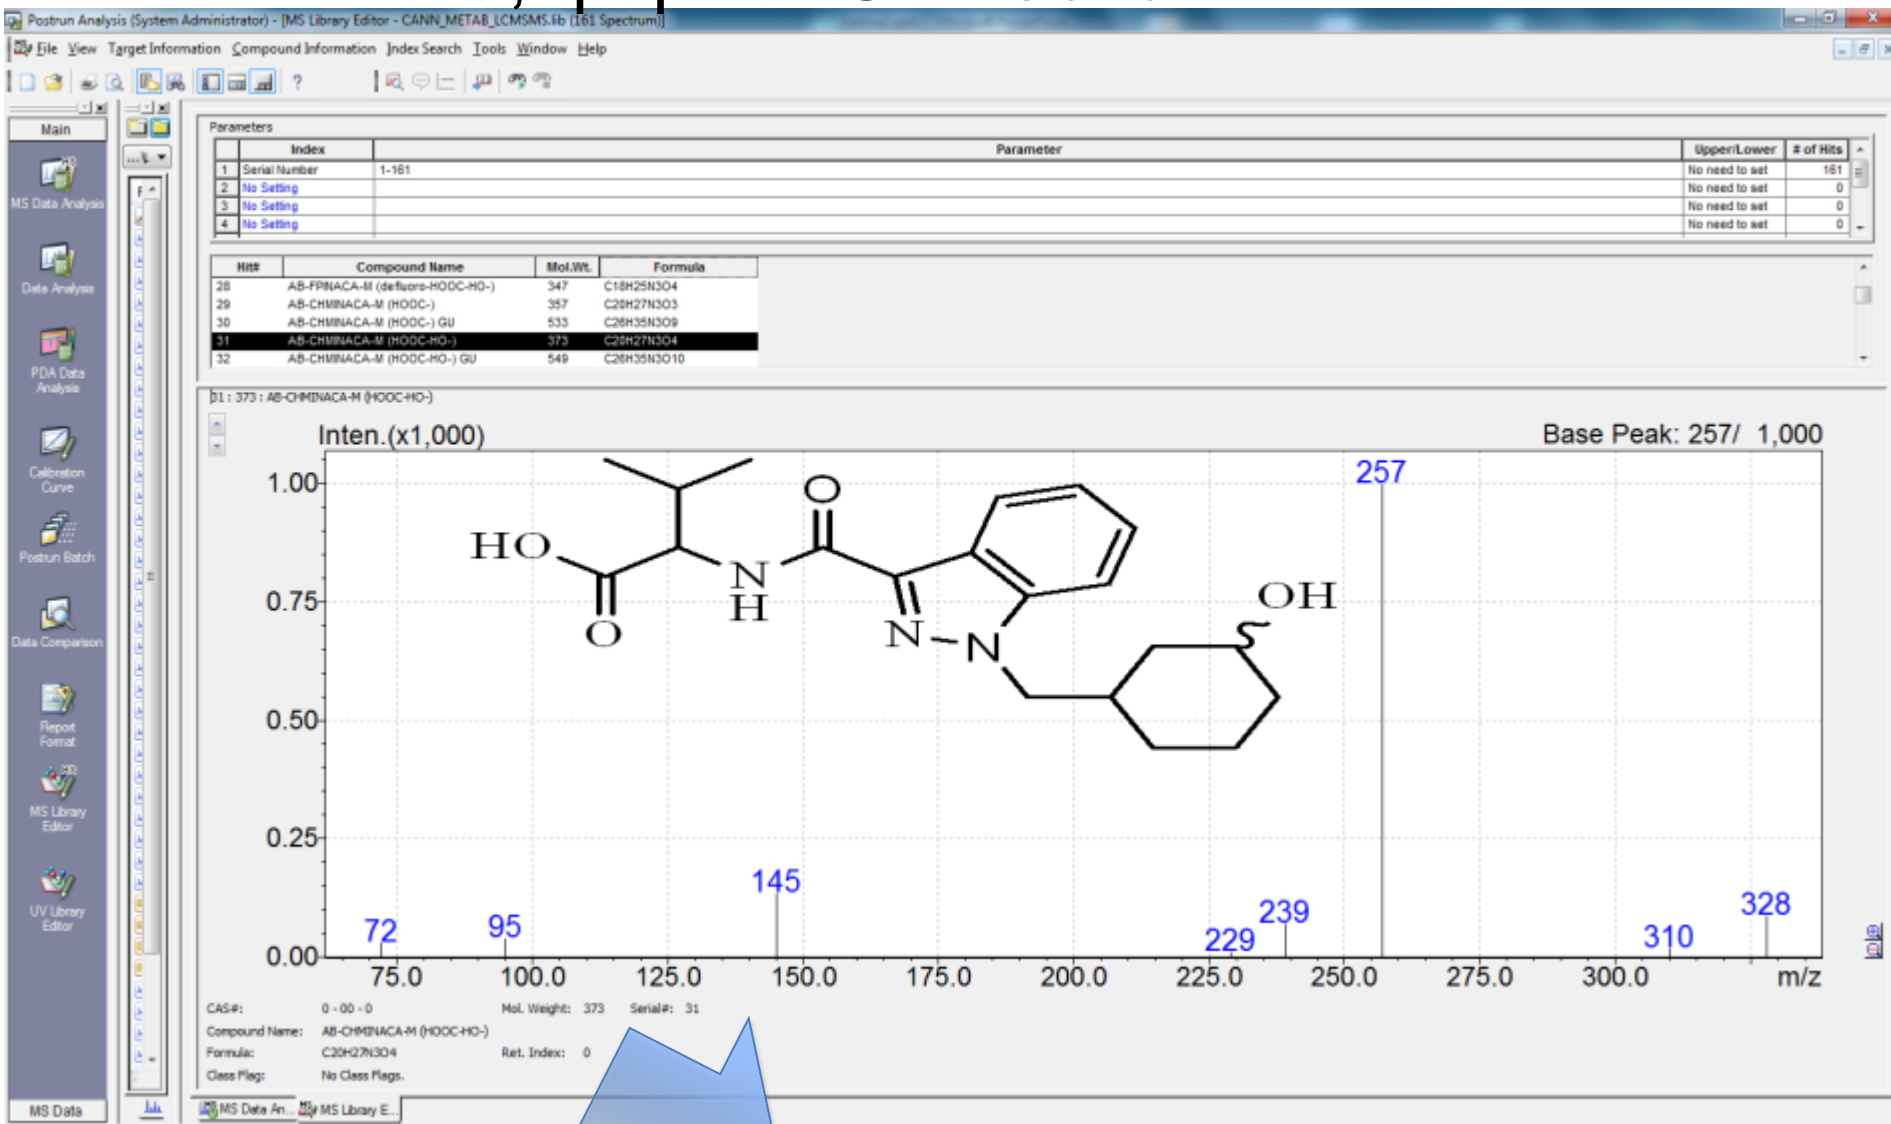 Postrun Analysis (System Administrator) - [MS Library Editor - CANN_METAB_LCMSMS.lib (161 Spectrum)]
File View Target Information Compound Information Index Search Tools Window Help
Main
MS Data Analysis
Data Analysis
PDA Data
Analysis
Calibration
Curve
Postrun Batch
Data Comparison
Report
Format
MS Library
Editor
UV Library
Editor
MS Data
Parameters
Index Parameter Upper/Lower # of Hits
1 Serial Number 1-161 No need to set 161
2 No Setting No need to set 0
3 No Setting No need to set 0
4 No Setting No need to set 0
Hit# Compound Name Mol.Wt. Formula
28 AB-FPINACA-M (defluoro-HOOC-HO-) 347 C18H25N3O4
29 AB-CHMINACA-M (HOOC-) 357 C20H27N3O3
30 AB-CHMINACA-M (HOOC-) GU 533 C26H35N3O9
31 AB-CHMINACA-M (HOOC-HO-) 373 C20H27N3O4
32 AB-CHMINACA-M (HOOC-HO-) GU 549 C26H35N3O10
31 : 373 : AB-CHMINACA-M (HOOC-HO-)
Inten.(x1,000) Base Peak: 257/ 1,000
1.00
0.75
0.50
0.25
0.00
HO
O
N
H
O
N
N
OH
72
95
145
229
239
257
310
328
75.0 100.0 125.0 150.0 175.0 200.0 225.0 250.0 275.0 300.0 m/z
CAS#: 0 - 00 - 0 Mol. Weight: 373 Serial#: 31
Compound Name: AB-CHMINACA-M (HOOC-HO-)
Formula: C20H27N3O4 Ret. Index: 0
Class Flag: No Class Flags.
MS Data An... MS Library E...